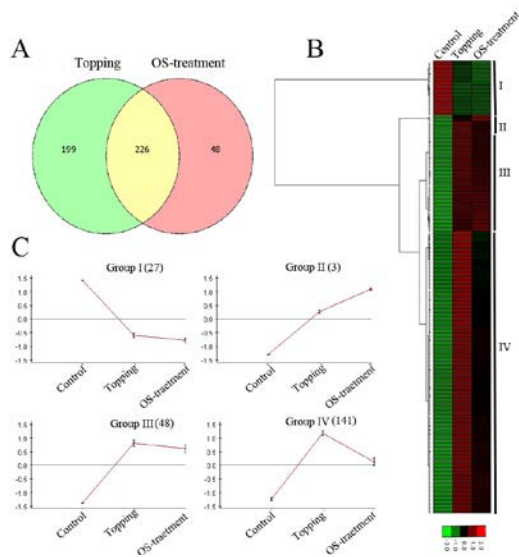 A
Topping
OS-treatment
199
226
48
B
Control
Topping
OS-treatment
I
II
III
IV
C
Group I (27)
1.5
1.0
0.5
0.0
-0.5
-1.0
-1.5
Control
Topping
OS-tractment
Group II (3)
1.5
1.0
0.5
0.0
-0.5
-1.0
-1.5
Control
Topping
OS-tractment
Group III (48)
1.5
1.0
0.5
0.0
-0.5
-1.0
-1.5
Control
Topping
OS-tractment
Group IV (141)
1.5
1.0
0.5
0.0
-0.5
-1.0
-1.5
Control
Topping
OS-tractment